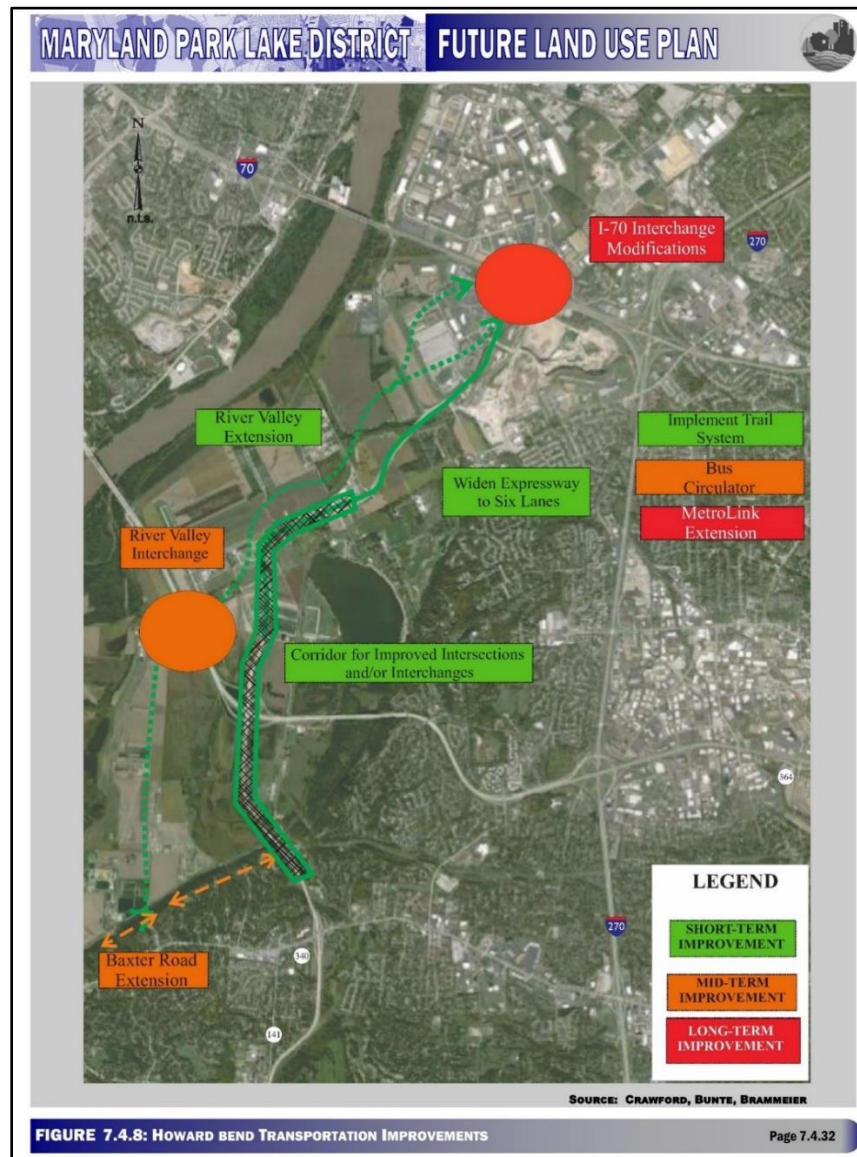 MARYLAND PARK LAKE DISTRICT FUTURE LAND USE PLAN
N
n.t.s.
70
I-70 Interchange
Modifications
270
River Valley
Extension
Implement Trail
System
Widen Expressway
to Six Lanes
Bus
Circulator
MetroLink
Extension
River Valley
Interchange
Corridor for Improved Intersections
and/or Interchanges
364
LEGEND
SHORT-TERM
IMPROVEMENT
MID-TERM
IMPROVEMENT
LONG-TERM
IMPROVEMENT
270
Baxter Road
Extension
340
141
SOURCE: CRAWFORD, BUNTE, BRAMMEIER
FIGURE 7.4.8: HOWARD BEND TRANSPORTATION IMPROVEMENTS
Page 7.4.32